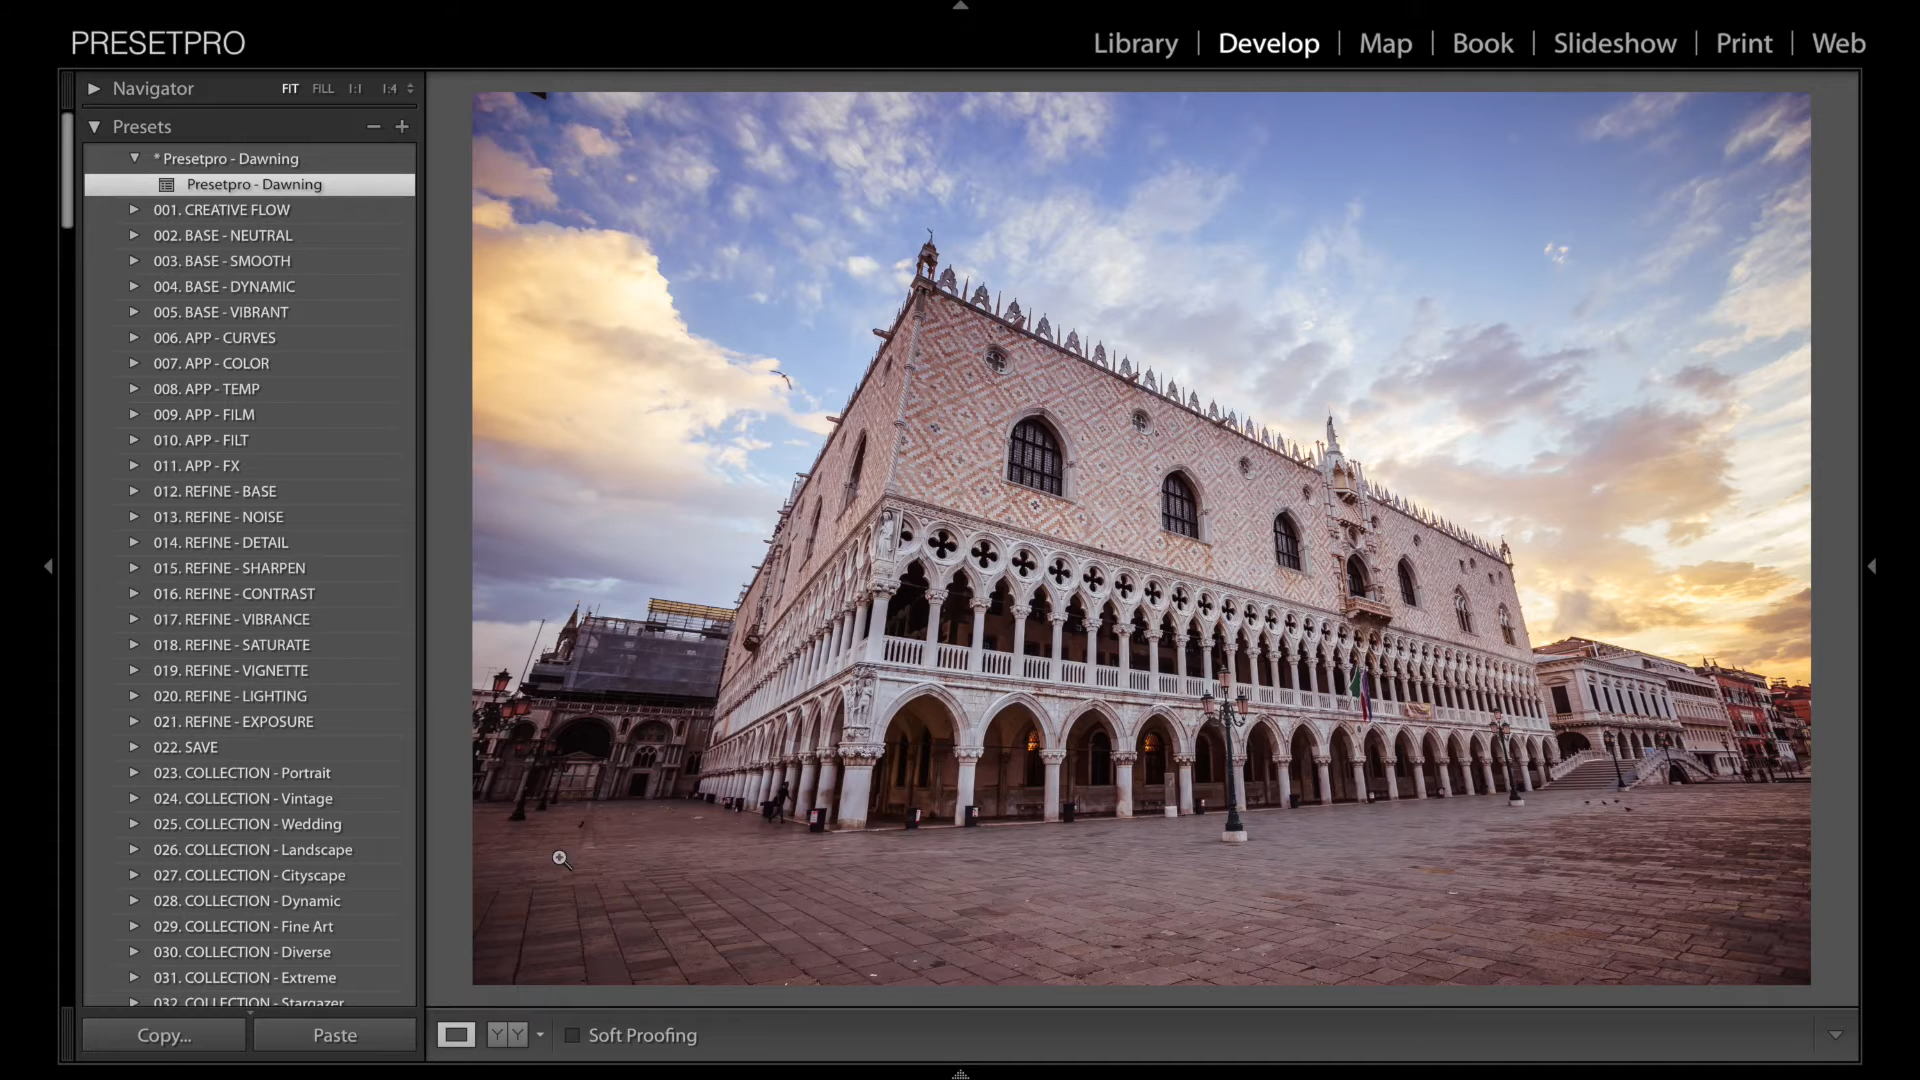 PRESETPRO
Library | Develop | Map | Book | Slideshow | Print | Web
Navigator FIT FILL 1:1 1:4
Presets
* Presetpro - Dawning
Presetpro - Dawning
001. CREATIVE FLOW
002. BASE - NEUTRAL
003. BASE - SMOOTH
004. BASE - DYNAMIC
005. BASE - VIBRANT
006. APP - CURVES
007. APP - COLOR
008. APP - TEMP
009. APP - FILM
010. APP - FILT
011. APP - FX
012. REFINE - BASE
013. REFINE - NOISE
014. REFINE - DETAIL
015. REFINE - SHARPEN
016. REFINE - CONTRAST
017. REFINE - VIBRANCE
018. REFINE - SATURATE
019. REFINE - VIGNETTE
020. REFINE - LIGHTING
021. REFINE - EXPOSURE
022. SAVE
023. COLLECTION - Portrait
024. COLLECTION - Vintage
025. COLLECTION - Wedding
026. COLLECTION - Landscape
027. COLLECTION - Cityscape
028. COLLECTION - Dynamic
029. COLLECTION - Fine Art
030. COLLECTION - Diverse
031. COLLECTION - Extreme
032. COLLECTION - Stargazer
Copy... Paste
Y Y
Soft Proofing